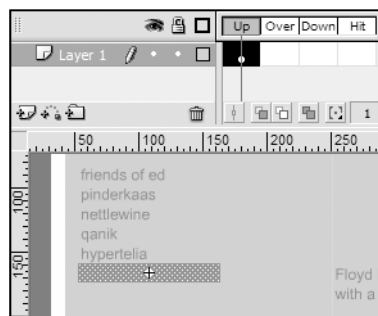 Up Over Down Hit
Layer 1
1
50 100 150 200 250
100
150
friends of ed
pinderkaas
nettlewine
qanik
hypertelia
Floyd
with a